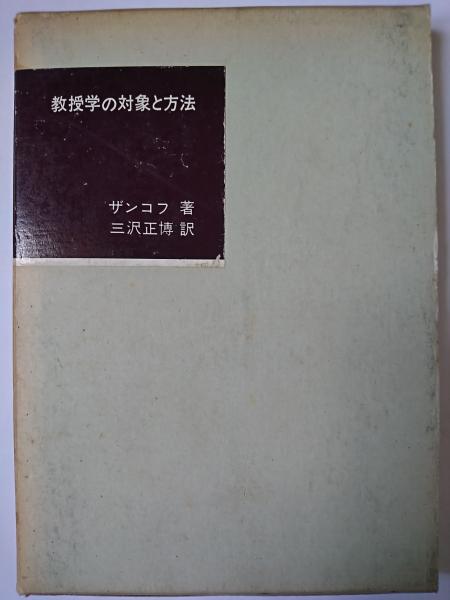 教授学の対象と方法
ザンコフ 著
三沢正博 訳